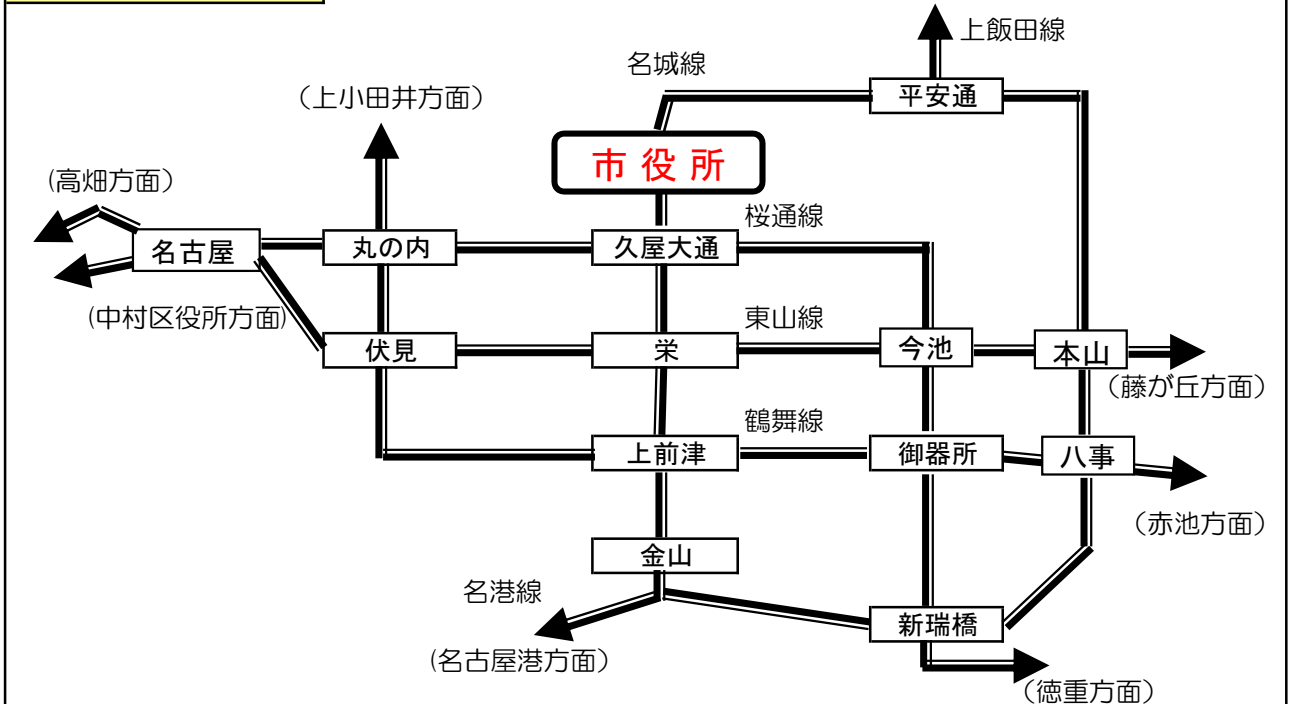 上飯田線
名城線
平安通
（上小田井方面）
市役所
(高畑方面）
桜通線
名古屋
丸の内
久屋大通
(中村区役所方面)
東山線
伏見
栄
今池
本山
（藤が丘方面）
鶴舞線
上前津
御器所
八事
（赤池方面）
金山
名港線
新瑞橋
(名古屋港方面）
（徳重方面）